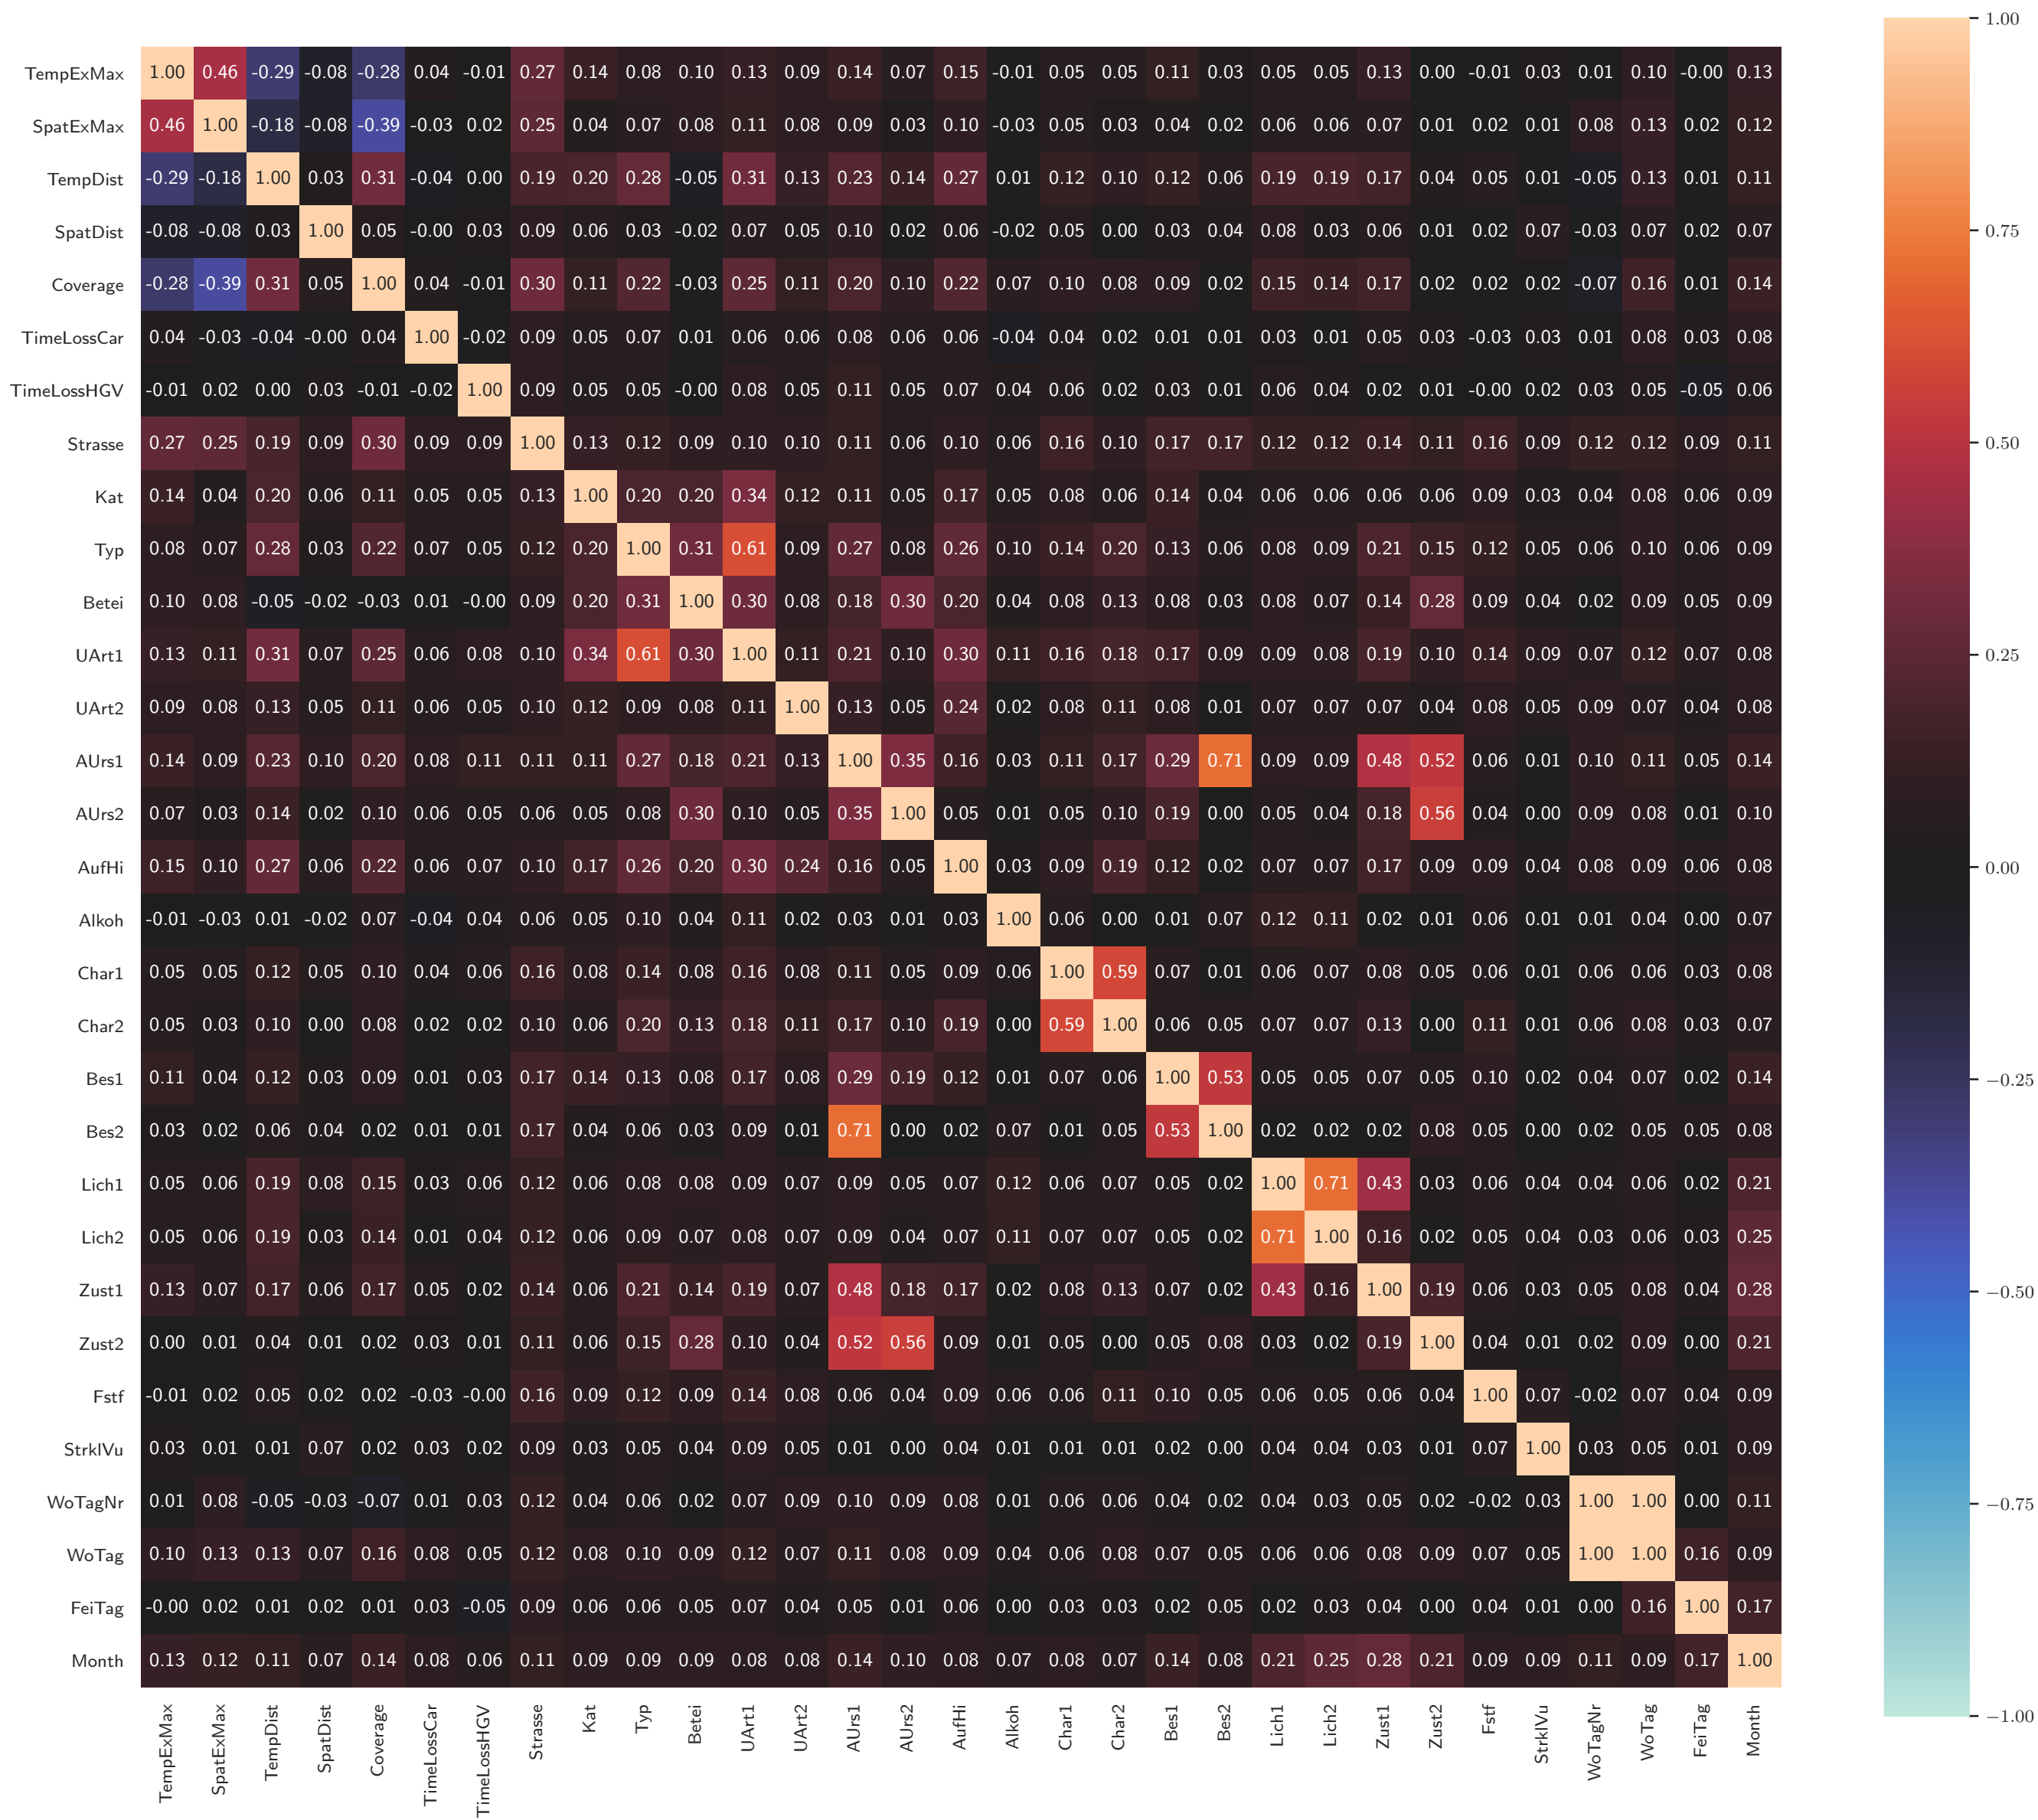 TempExMax 1.00 0.46 -0.29 -0.08 -0.28 0.04 -0.01 0.27 0.14 0.08 0.10 0.13 0.09 0.14 0.07 0.15 -0.01 0.05 0.05 0.11 0.03 0.05 0.05 0.13 0.00 -0.01 0.03 0.01 0.10 -0.00 0.13
SpatExMax 0.46 1.00 -0.18 -0.08 -0.39 -0.03 0.02 0.25 0.04 0.07 0.08 0.11 0.08 0.09 0.03 0.10 -0.03 0.05 0.03 0.04 0.02 0.06 0.06 0.07 0.01 0.02 0.01 0.08 0.13 0.02 0.12
TempDist -0.29 -0.18 1.00 0.03 0.31 -0.04 0.00 0.19 0.20 0.28 -0.05 0.31 0.13 0.23 0.14 0.27 0.01 0.12 0.10 0.12 0.06 0.19 0.19 0.17 0.04 0.05 0.01 -0.05 0.13 0.01 0.11
SpatDist -0.08 -0.08 0.03 1.00 0.05 -0.00 0.03 0.09 0.06 0.03 -0.02 0.07 0.05 0.10 0.02 0.06 -0.02 0.05 0.00 0.03 0.04 0.08 0.03 0.06 0.01 0.02 0.07 -0.03 0.07 0.02 0.07
Coverage -0.28 -0.39 0.31 0.05 1.00 0.04 -0.01 0.30 0.11 0.22 -0.03 0.25 0.11 0.20 0.10 0.22 0.07 0.10 0.08 0.09 0.02 0.15 0.14 0.17 0.02 0.02 0.02 -0.07 0.16 0.01 0.14
TimeLossCar 0.04 -0.03 -0.04 -0.00 0.04 1.00 -0.02 0.09 0.05 0.07 0.01 0.06 0.06 0.08 0.06 0.06 -0.04 0.04 0.02 0.01 0.01 0.03 0.01 0.05 0.03 -0.03 0.03 0.01 0.08 0.03 0.08
TimeLossHGV -0.01 0.02 0.00 0.03 -0.01 -0.02 1.00 0.09 0.05 0.05 -0.00 0.08 0.05 0.11 0.05 0.07 0.04 0.06 0.02 0.03 0.01 0.06 0.04 0.02 0.01 -0.00 0.02 0.03 0.05 -0.05 0.06
Strasse 0.27 0.25 0.19 0.09 0.30 0.09 0.09 1.00 0.13 0.12 0.09 0.10 0.10 0.11 0.06 0.10 0.06 0.16 0.10 0.17 0.17 0.12 0.12 0.14 0.11 0.16 0.09 0.12 0.12 0.09 0.11
Kat 0.14 0.04 0.20 0.06 0.11 0.05 0.05 0.13 1.00 0.20 0.20 0.34 0.12 0.11 0.05 0.17 0.05 0.08 0.06 0.14 0.04 0.06 0.06 0.06 0.06 0.09 0.03 0.04 0.08 0.06 0.09
Typ 0.08 0.07 0.28 0.03 0.22 0.07 0.05 0.12 0.20 1.00 0.31 0.61 0.09 0.27 0.08 0.26 0.10 0.14 0.20 0.13 0.06 0.08 0.09 0.21 0.15 0.12 0.05 0.06 0.10 0.06 0.09
Betei 0.10 0.08 -0.05 -0.02 -0.03 0.01 -0.00 0.09 0.20 0.31 1.00 0.30 0.08 0.18 0.30 0.20 0.04 0.08 0.13 0.08 0.03 0.08 0.07 0.14 0.28 0.09 0.04 0.02 0.09 0.05 0.09
UArt1 0.13 0.11 0.31 0.07 0.25 0.06 0.08 0.10 0.34 0.61 0.30 1.00 0.11 0.21 0.10 0.30 0.11 0.16 0.18 0.17 0.09 0.09 0.08 0.19 0.10 0.14 0.09 0.07 0.12 0.07 0.08
UArt2 0.09 0.08 0.13 0.05 0.11 0.06 0.05 0.10 0.12 0.09 0.08 0.11 1.00 0.13 0.05 0.24 0.02 0.08 0.11 0.08 0.01 0.07 0.07 0.07 0.04 0.08 0.05 0.09 0.07 0.04 0.08
AUrs1 0.14 0.09 0.23 0.10 0.20 0.08 0.11 0.11 0.11 0.27 0.18 0.21 0.13 1.00 0.35 0.16 0.03 0.11 0.17 0.29 0.71 0.09 0.09 0.48 0.52 0.06 0.01 0.10 0.11 0.05 0.14
AUrs2 0.07 0.03 0.14 0.02 0.10 0.06 0.05 0.06 0.05 0.08 0.30 0.10 0.05 0.35 1.00 0.05 0.01 0.05 0.10 0.19 0.00 0.05 0.04 0.18 0.56 0.04 0.00 0.09 0.08 0.01 0.10
AufHi 0.15 0.10 0.27 0.06 0.22 0.06 0.07 0.10 0.17 0.26 0.20 0.30 0.24 0.16 0.05 1.00 0.03 0.09 0.19 0.12 0.02 0.07 0.07 0.17 0.09 0.09 0.04 0.08 0.09 0.06 0.08
Alkoh -0.01 -0.03 0.01 -0.02 0.07 -0.04 0.04 0.06 0.05 0.10 0.04 0.11 0.02 0.03 0.01 0.03 1.00 0.06 0.00 0.01 0.07 0.12 0.11 0.02 0.01 0.06 0.01 0.01 0.04 0.00 0.07
Char1 0.05 0.05 0.12 0.05 0.10 0.04 0.06 0.16 0.08 0.14 0.08 0.16 0.08 0.11 0.05 0.09 0.06 1.00 0.59 0.07 0.01 0.06 0.07 0.08 0.05 0.06 0.01 0.06 0.06 0.03 0.08
Char2 0.05 0.03 0.10 0.00 0.08 0.02 0.02 0.10 0.06 0.20 0.13 0.18 0.11 0.17 0.10 0.19 0.00 0.59 1.00 0.06 0.05 0.07 0.07 0.13 0.00 0.11 0.01 0.06 0.08 0.03 0.07
Bes1 0.11 0.04 0.12 0.03 0.09 0.01 0.03 0.17 0.14 0.13 0.08 0.17 0.08 0.29 0.19 0.12 0.01 0.07 0.06 1.00 0.53 0.05 0.05 0.07 0.05 0.10 0.02 0.04 0.07 0.02 0.14
Bes2 0.03 0.02 0.06 0.04 0.02 0.01 0.01 0.17 0.04 0.06 0.03 0.09 0.01 0.71 0.00 0.02 0.07 0.01 0.05 0.53 1.00 0.02 0.02 0.02 0.08 0.05 0.00 0.02 0.05 0.05 0.08
Lich1 0.05 0.06 0.19 0.08 0.15 0.03 0.06 0.12 0.06 0.08 0.08 0.09 0.07 0.09 0.05 0.07 0.12 0.06 0.07 0.05 0.02 1.00 0.71 0.43 0.03 0.06 0.04 0.04 0.06 0.02 0.21
Lich2 0.05 0.06 0.19 0.03 0.14 0.01 0.04 0.12 0.06 0.09 0.07 0.08 0.07 0.09 0.04 0.07 0.11 0.07 0.07 0.05 0.02 0.71 1.00 0.16 0.02 0.05 0.04 0.03 0.06 0.03 0.25
Zust1 0.13 0.07 0.17 0.06 0.17 0.05 0.02 0.14 0.06 0.21 0.14 0.19 0.07 0.48 0.18 0.17 0.02 0.08 0.13 0.07 0.02 0.43 0.16 1.00 0.19 0.06 0.03 0.05 0.08 0.04 0.28
Zust2 0.00 0.01 0.04 0.01 0.02 0.03 0.01 0.11 0.06 0.15 0.28 0.10 0.04 0.52 0.56 0.09 0.01 0.05 0.00 0.05 0.08 0.03 0.02 0.19 1.00 0.04 0.01 0.02 0.09 0.00 0.21
Fstf -0.01 0.02 0.05 0.02 0.02 -0.03 -0.00 0.16 0.09 0.12 0.09 0.14 0.08 0.06 0.04 0.09 0.06 0.06 0.11 0.10 0.05 0.06 0.05 0.06 0.04 1.00 0.07 -0.02 0.07 0.04 0.09
StrklVu 0.03 0.01 0.01 0.07 0.02 0.03 0.02 0.09 0.03 0.05 0.04 0.09 0.05 0.01 0.00 0.04 0.01 0.01 0.01 0.02 0.00 0.04 0.04 0.03 0.01 0.07 1.00 0.03 0.05 0.01 0.09
WoTagNr 0.01 0.08 -0.05 -0.03 -0.07 0.01 0.03 0.12 0.04 0.06 0.02 0.07 0.09 0.10 0.09 0.08 0.01 0.06 0.06 0.04 0.02 0.04 0.03 0.05 0.02 -0.02 0.03 1.00 1.00 0.00 0.11
WoTag 0.10 0.13 0.13 0.07 0.16 0.08 0.05 0.12 0.08 0.10 0.09 0.12 0.07 0.11 0.08 0.09 0.04 0.06 0.08 0.07 0.05 0.06 0.06 0.08 0.09 0.07 0.05 1.00 1.00 0.16 0.09
FeiTag -0.00 0.02 0.01 0.02 0.01 0.03 -0.05 0.09 0.06 0.06 0.05 0.07 0.04 0.05 0.01 0.06 0.00 0.03 0.03 0.02 0.05 0.02 0.03 0.04 0.00 0.04 0.01 0.00 0.16 1.00 0.17
Month 0.13 0.12 0.11 0.07 0.14 0.08 0.06 0.11 0.09 0.09 0.09 0.08 0.08 0.14 0.10 0.08 0.07 0.08 0.07 0.14 0.08 0.21 0.25 0.28 0.21 0.09 0.09 0.11 0.09 0.17 1.00
TempExMax SpatExMax TempDist SpatDist Coverage TimeLossCar TimeLossHGV Strasse Kat Typ Betei UArt1 UArt2 AUrs1 AUrs2 AufHi Alkoh Char1 Char2 Bes1 Bes2 Lich1 Lich2 Zust1 Zust2 Fstf StrklVu WoTagNr WoTag FeiTag Month
1.00
0.75
0.50
0.25
0.00
−0.25
−0.50
−0.75
−1.00